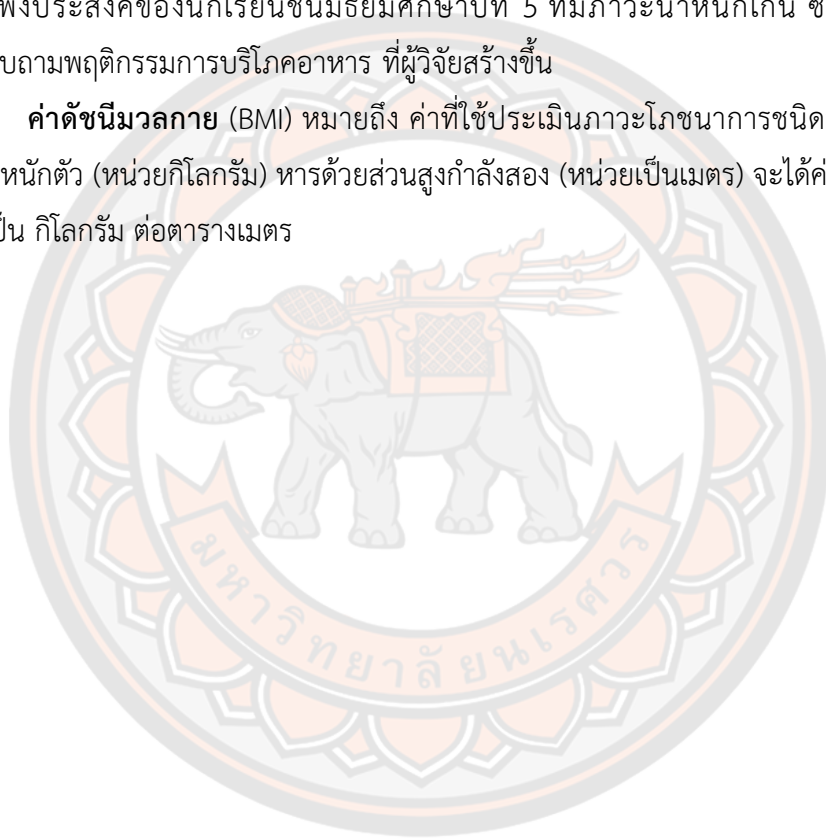 พึงประสงค์ของนักเรียนชั้นมัธยมศึกษาปีที่ 5 ที่มีภาวะน้ำหนักเกิน
บถามพฤติกรรมการบริโภคอาหาร ที่ผู้วิจัยสร้างขึ้น
ค่าดัชนีมวลกาย (BMI) หมายถึง ค่าที่ใช้ประเมินภาวะโภชนาการชนิด
หนักตัว (หน่วยกิโลกรัม) หารด้วยส่วนสูงกำลังสอง (หน่วยเป็นเมตร) จะได้ค่
ป็น กิโลกรัม ต่อตารางเมตร
มหาวิทยาลัยนเรศวร